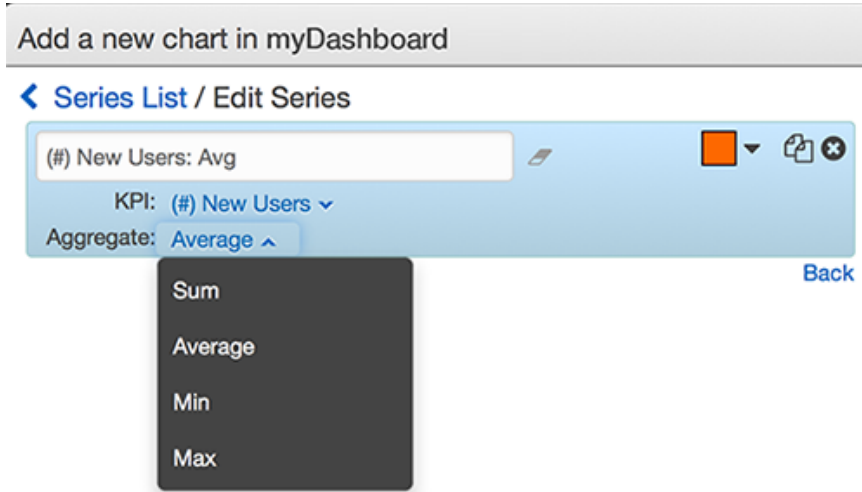 Add a new chart in myDashboard
Series List / Edit Series
(#) New Users: Avg
KPI: (#) New Users
Aggregate: Average
Back
Sum
Average
Min
Max